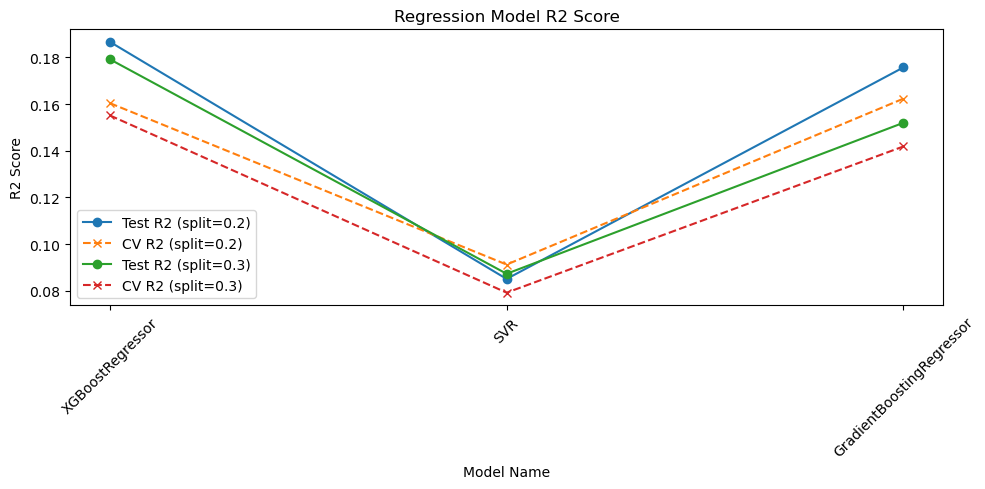 Regression Model R2 Score
R2 Score
0.18
0.16
0.14
0.12
0.10
0.08
Test R2 (split=0.2)
CV R2 (split=0.2)
Test R2 (split=0.3)
CV R2 (split=0.3)
XGBoostRegressor
SVR
GradientBoostingRegressor
Model Name